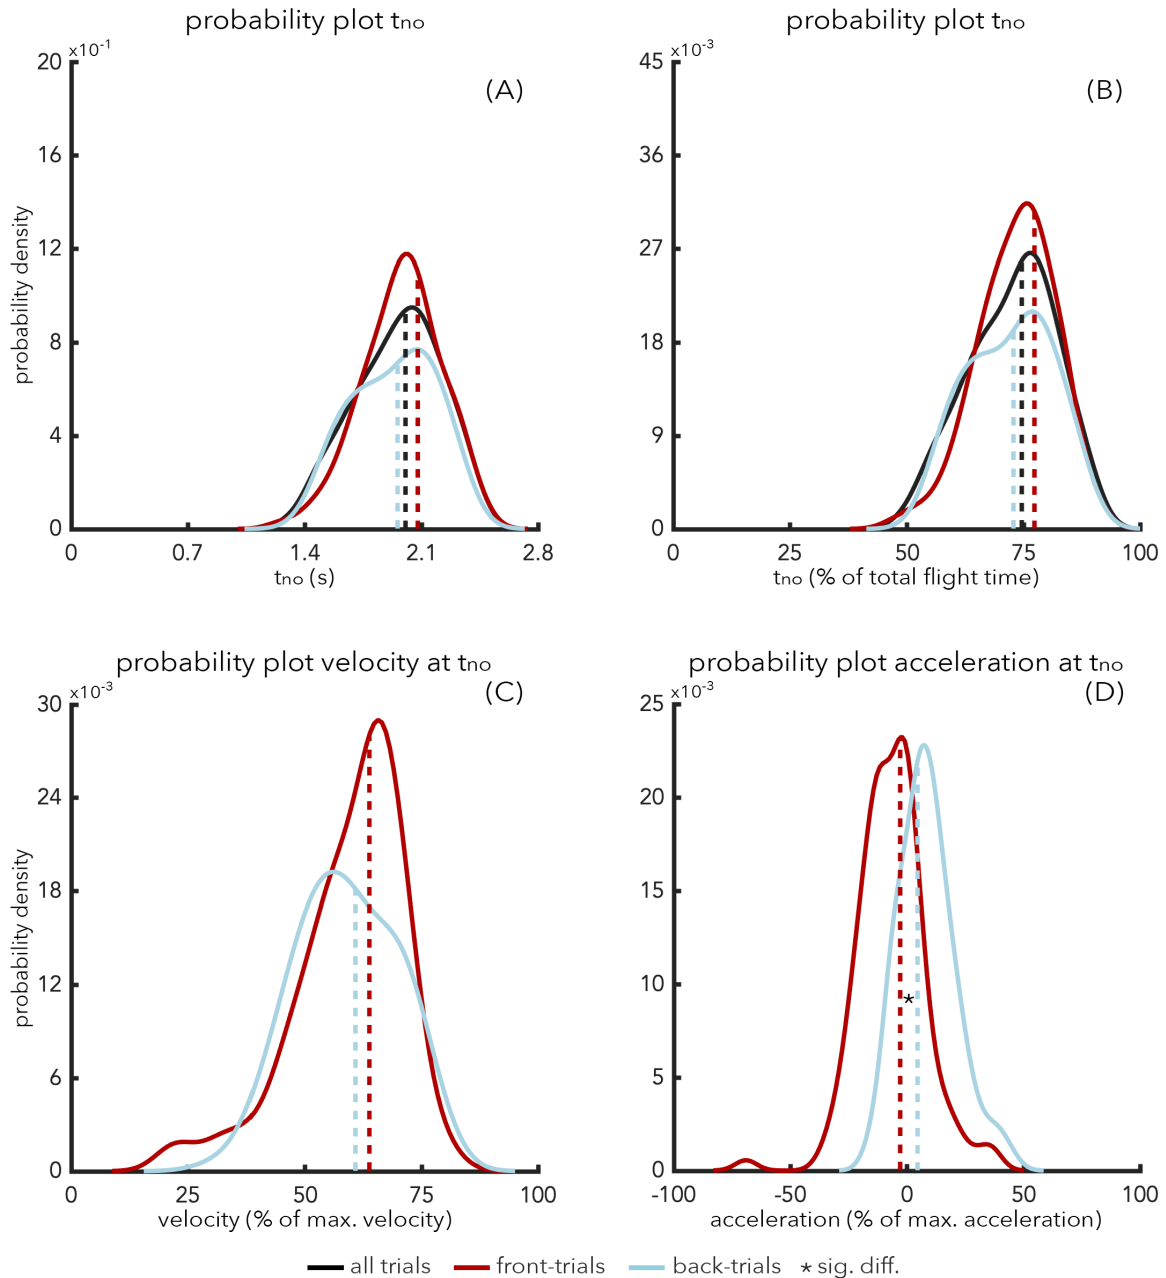 probability plot tno
x10-1
20
16
12
8
4
0
0 0.7 1.4 2.1 2.8
tno (s)
probability density
(A)
probability plot tno
x10-3
45
36
27
18
9
0
0 25 50 75 100
tno (% of total flight time)
(B)
probability plot velocity at tno
x10-3
30
24
18
12
6
0
0 25 50 75 100
velocity (% of max. velocity)
probability density
(C)
probability plot acceleration at tno
x10-3
25
20
15
10
5
0
-100 -50 0 50 100
acceleration (% of max. acceleration)
(D)
*
all trials front-trials back-trials * sig. diff.